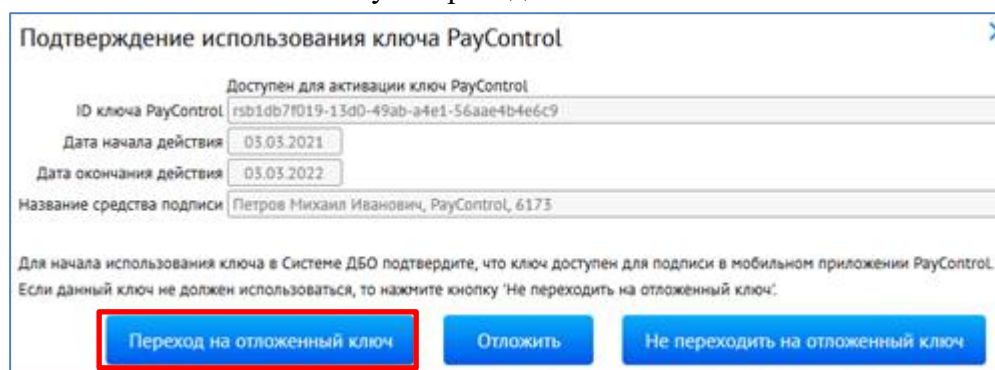 Подтверждение использования ключа PayControl
Доступен для активации ключ PayControl
ID ключа PayControl rsb1db7f019-13d0-49ab-a4e1-56aae4b4e6c9
Дата начала действия 03.03.2021
Дата окончания действия 03.03.2022
Название средства подписи Петров Михаил Иванович, PayControl, 6173
Для начала использования ключа в Системе ДБО подтвердите, что ключ доступен для подписи в мобильном приложении PayControl.
Если данный ключ не должен использоваться, то нажмите кнопку 'Не переходить на отложенный ключ'.
Переход на отложенный ключ Отложить Не переходить на отложенный ключ